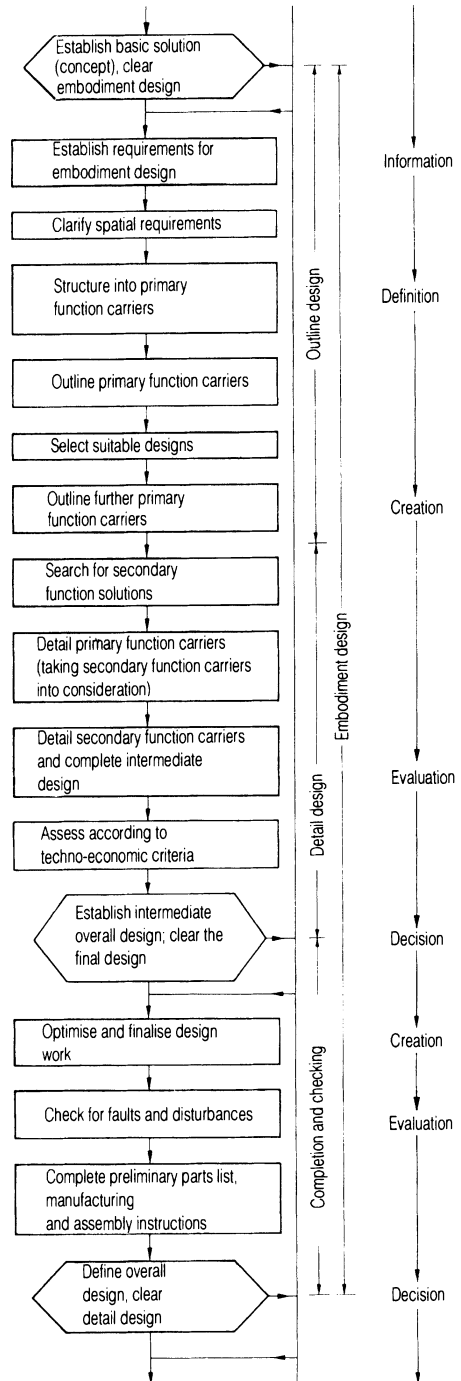 Establish basic solution
(concept), clear
embodiment design
Establish requirements for
embodiment design
Clarify spatial requirements
Structure into primary
function carriers
Outline primary function carriers
Select suitable designs
Outline further primary
function carriers
Search for secondary
function solutions
Detail primary function carriers
(taking secondary function carriers
into consideration)
Detail secondary function carriers
and complete intermediate
design
Assess according to
techno-economic criteria
Establish intermediate
overall design; clear the
final design
Optimise and finalise design
work
Check for faults and disturbances
Complete preliminary parts list,
manufacturing
and assembly instructions
Define overall
design, clear
detail design
Outline design
Detail design
Completion and checking
Embodiment design
Information
Definition
Creation
Evaluation
Decision
Creation
Evaluation
Decision